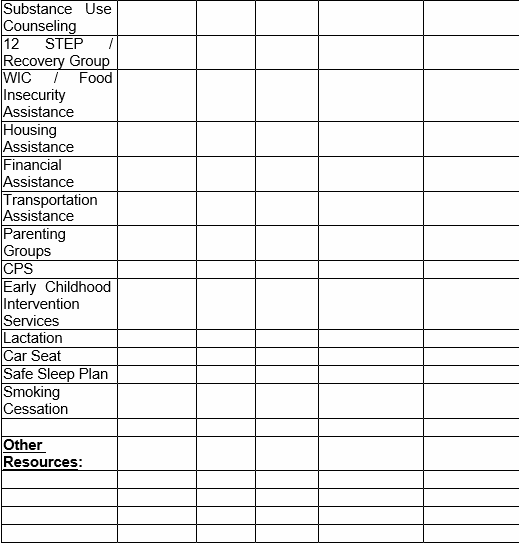 Substance Use
Counseling
12 STEP /
Recovery Group
WIC / Food
Insecurity
Assistance
Housing
Assistance
Financial
Assistance
Transportation
Assistance
Parenting
Groups
CPS
Early Childhood
Intervention
Services
Lactation
Car Seat
Safe Sleep Plan
Smoking
Cessation
Other
Resources: